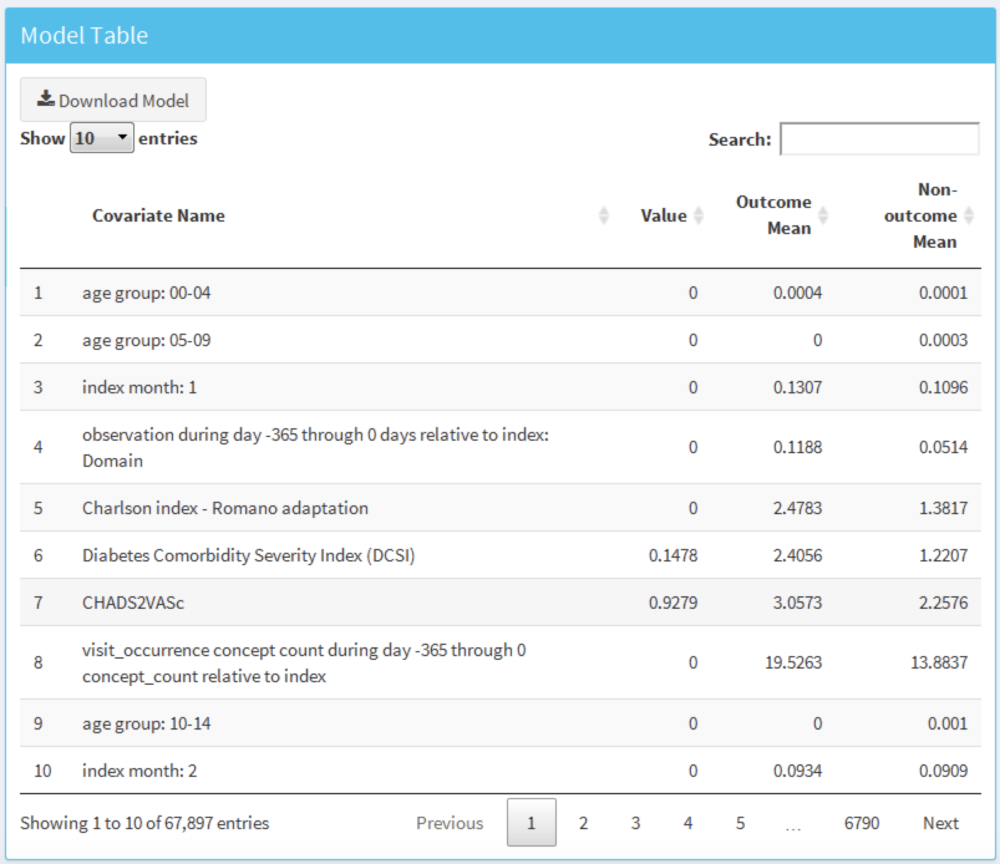 Model Table
Download Model
Show 10 entries
Search:
Covariate Name Value Outcome Mean Non-outcome Mean
1 age group: 00-04 0 0.0004 0.0001
2 age group: 05-09 0 0 0.0003
3 index month: 1 0 0.1307 0.1096
4 observation during day -365 through 0 days relative to index: Domain 0 0.1188 0.0514
5 Charlson index - Romano adaptation 0 2.4783 1.3817
6 Diabetes Comorbidity Severity Index (DCSI) 0.1478 2.4056 1.2207
7 CHADS2VASc 0.9279 3.0573 2.2576
8 visit_occurrence concept count during day -365 through 0 concept_count relative to index 0 19.5263 13.8837
9 age group: 10-14 0 0 0.001
10 index month: 2 0 0.0934 0.0909
Showing 1 to 10 of 67,897 entries
Previous 1 2 3 4 5 ... 6790 Next